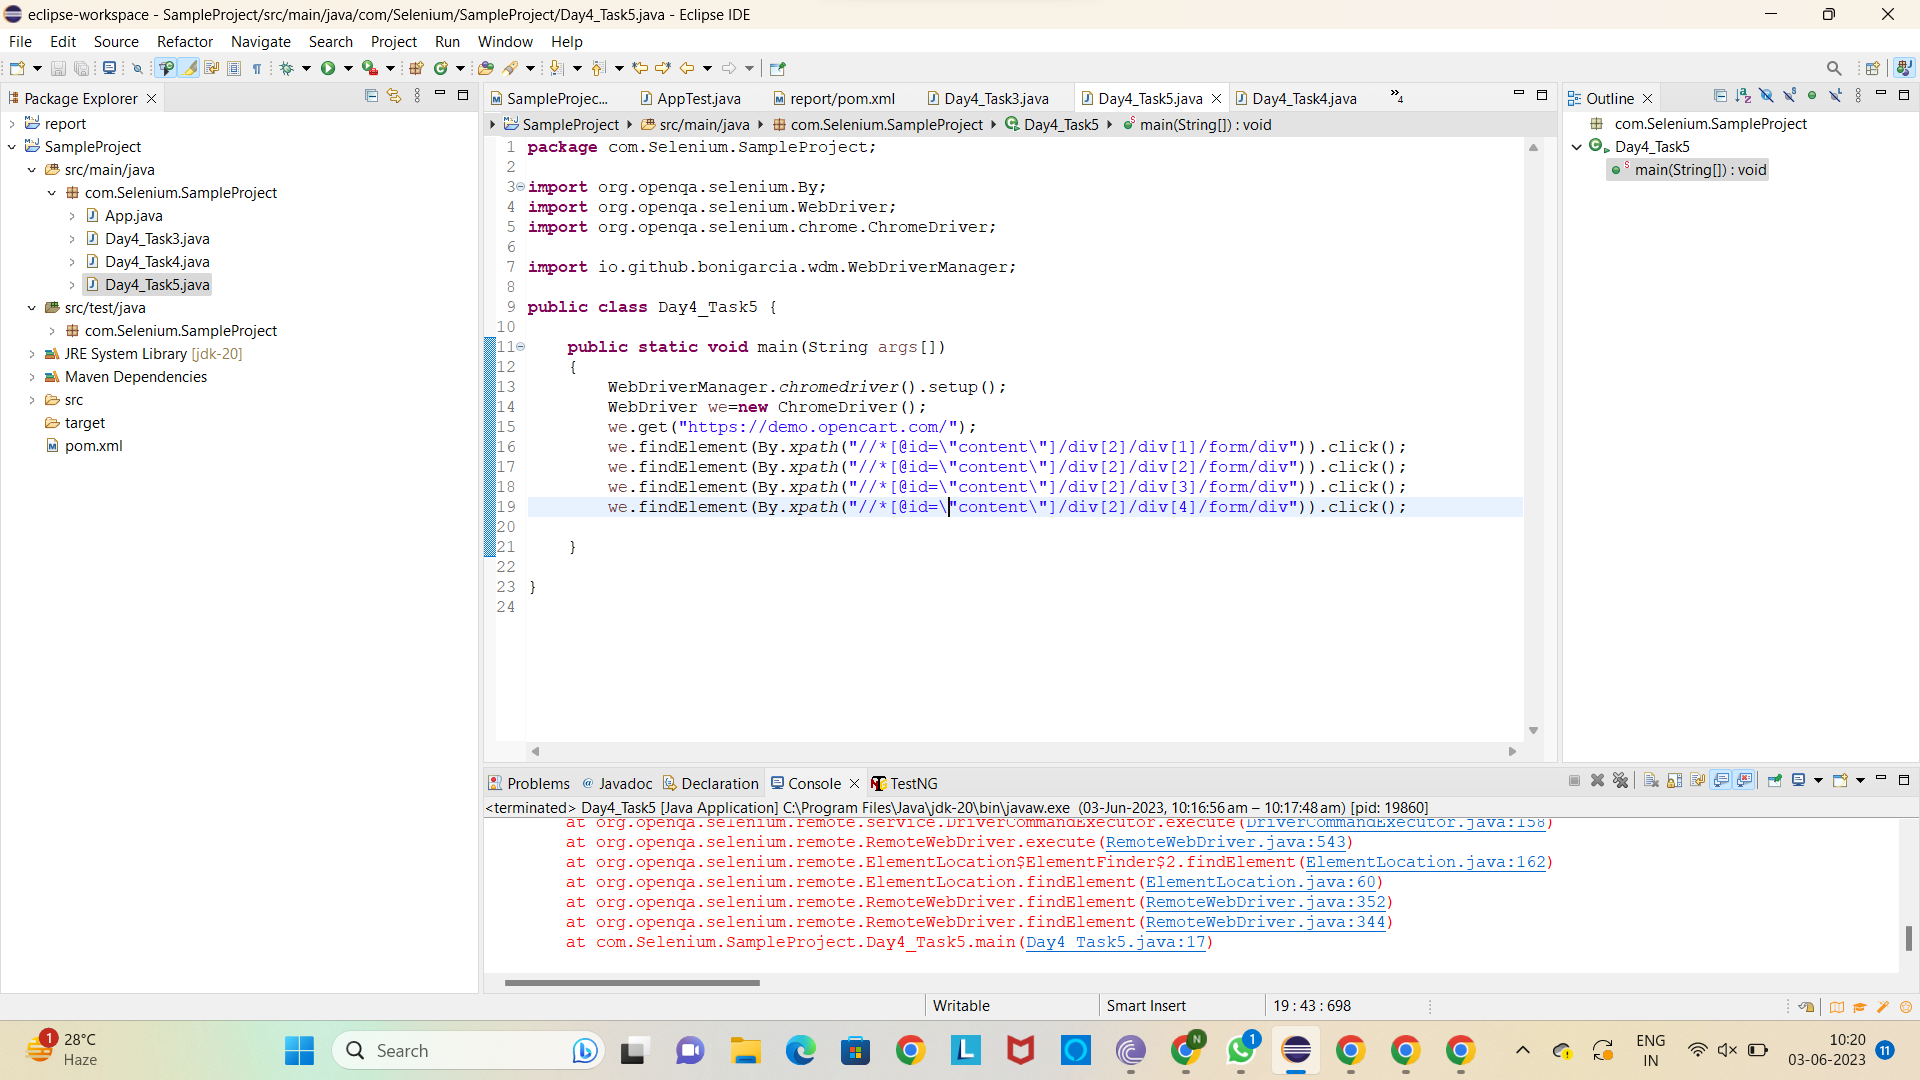 eclipse-workspace - SampleProject/src/main/java/com/Selenium/SampleProject/Day4_Task5.java - Eclipse IDE
File Edit Source Refactor Navigate Search Project Run Window Help
Package Explorer
report
SampleProject
src/main/java
com.Selenium.SampleProject
App.java
Day4_Task3.java
Day4_Task4.java
Day4_Task5.java
src/test/java
com.Selenium.SampleProject
JRE System Library [jdk-20]
Maven Dependencies
src
target
pom.xml
SampleProjec... AppTest.java report/pom.xml Day4_Task3.java Day4_Task5.java Day4_Task4.java »4
SampleProject src/main/java com.Selenium.SampleProject Day4_Task5 main(String[]) : void
1 package com.Selenium.SampleProject;
2
3 import org.openqa.selenium.By;
4 import org.openqa.selenium.WebDriver;
5 import org.openqa.selenium.chrome.ChromeDriver;
6
7 import io.github.bonigarcia.wdm.WebDriverManager;
8
9 public class Day4_Task5 {
10
11 public static void main(String args[])
12 {
13 WebDriverManager.chromedriver().setup();
14 WebDriver we=new ChromeDriver();
15 we.get("https://demo.opencart.com/");
16 we.findElement(By.xpath("//*[@id=\"content\"]/div[2]/div[1]/form/div")).click();
17 we.findElement(By.xpath("//*[@id=\"content\"]/div[2]/div[2]/form/div")).click();
18 we.findElement(By.xpath("//*[@id=\"content\"]/div[2]/div[3]/form/div")).click();
19 we.findElement(By.xpath("//*[@id=\"content\"]/div[2]/div[4]/form/div")).click();
20
21 }
22
23 }
24
Outline
com.Selenium.SampleProject
Day4_Task5
main(String[]) : void
Problems Javadoc Declaration Console TestNG
<terminated> Day4_Task5 [Java Application] C:\Program Files\Java\jdk-20\bin\javaw.exe (03-Jun-2023, 10:16:56 am – 10:17:48 am) [pid: 19860]
at org.openqa.selenium.remote.service.DriverCommandExecutor.execute(DriverCommandExecutor.java:158)
at org.openqa.selenium.remote.RemoteWebDriver.execute(RemoteWebDriver.java:543)
at org.openqa.selenium.remote.ElementLocation$ElementFinder$2.findElement(ElementLocation.java:162)
at org.openqa.selenium.remote.ElementLocation.findElement(ElementLocation.java:60)
at org.openqa.selenium.remote.RemoteWebDriver.findElement(RemoteWebDriver.java:352)
at org.openqa.selenium.remote.RemoteWebDriver.findElement(RemoteWebDriver.java:344)
at com.Selenium.SampleProject.Day4_Task5.main(Day4_Task5.java:17)
Writable Smart Insert 19 : 43 : 698
1 28°C
Haze
Search
L
N
1
ENG
IN
10:20
03-06-2023
11